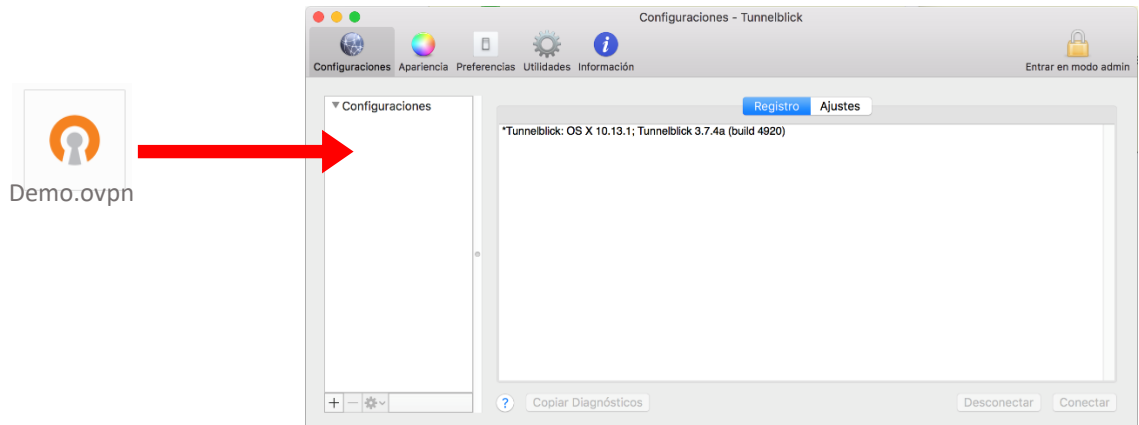 Configuraciones - Tunnelblick
Configuraciones Apariencia Preferencias Utilidades Información Entrar en modo admin
Configuraciones
Registro Ajustes
*Tunnelblick: OS X 10.13.1; Tunnelblick 3.7.4a (build 4920)
Demo.ovpn
? Copiar Diagnósticos Desconectar Conectar